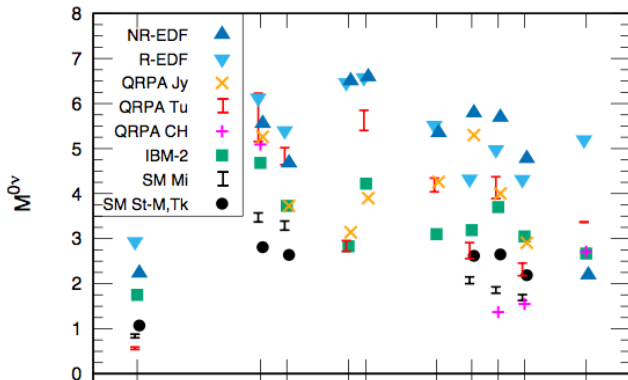 8
7
6
5
4
3
2
1
0
M0ν
NR-EDF
R-EDF
QRPA Jy
QRPA Tu
QRPA CH
IBM-2
SM Mi
SM St-M,Tk